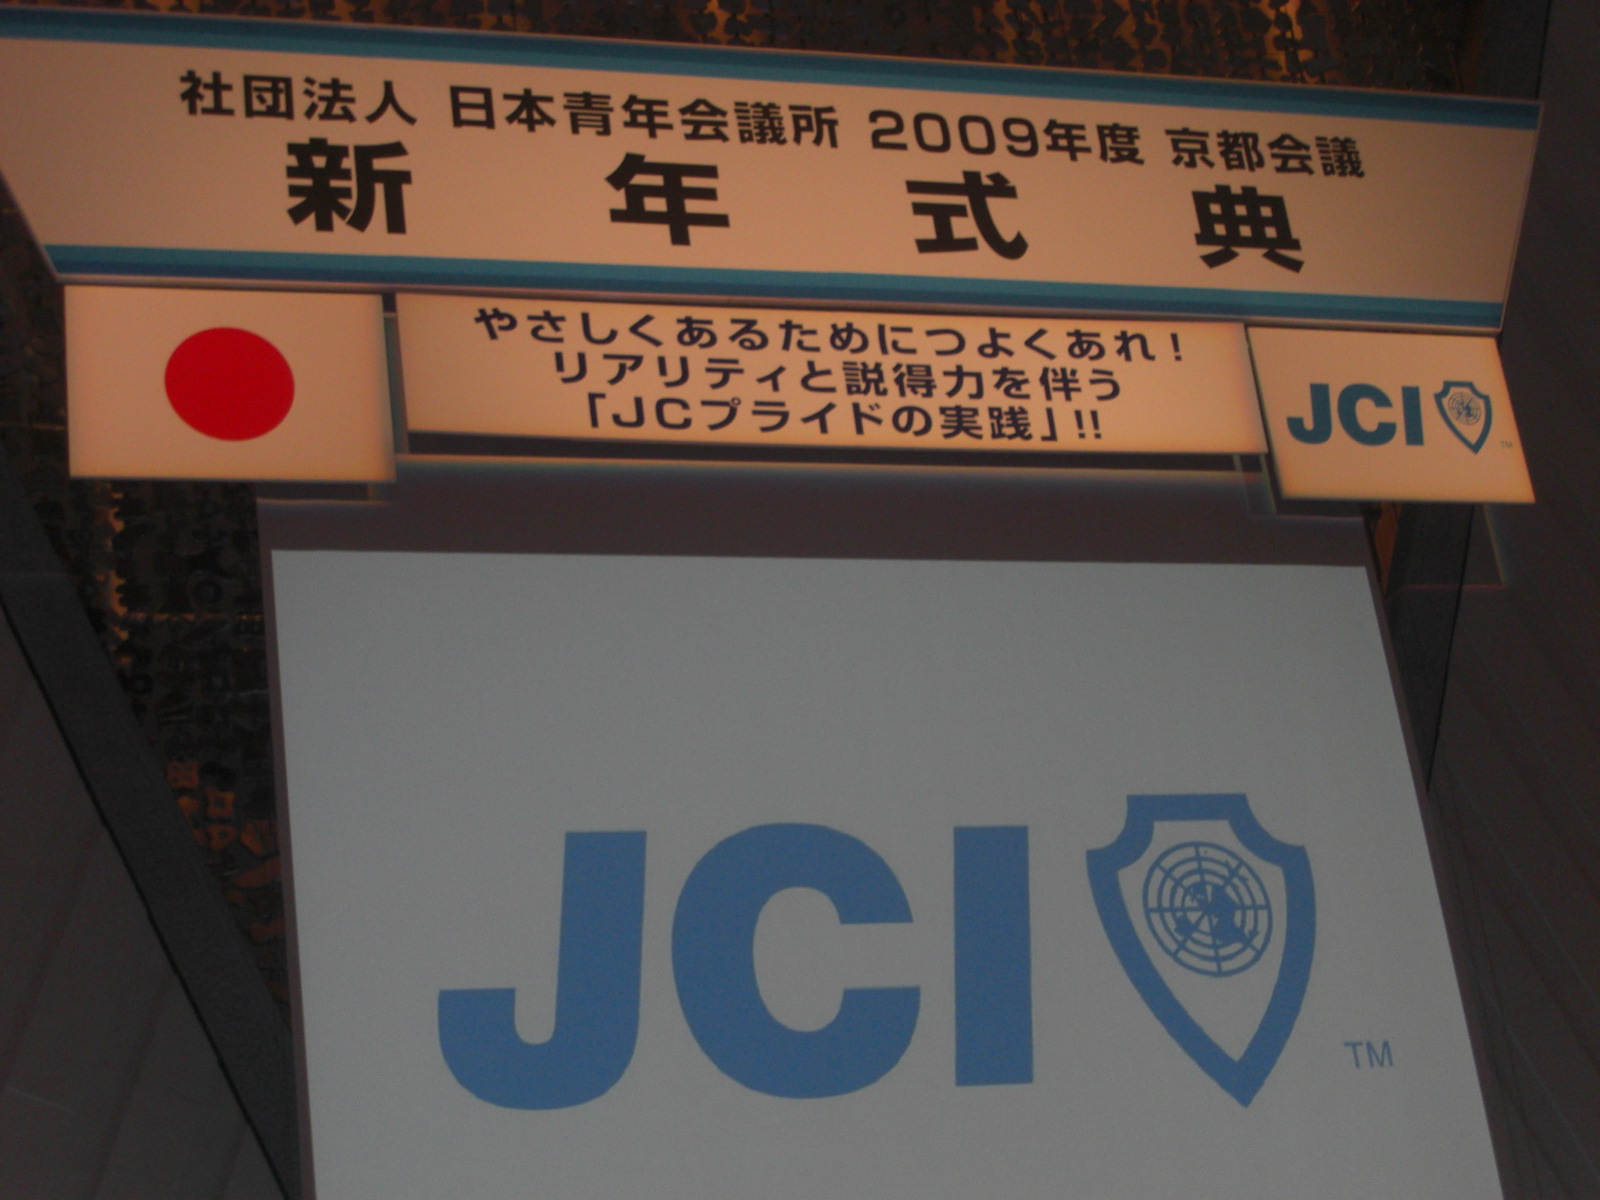 社団法人 日本青年会議所 2009年度 京都会議
新年式典
やさしくあるためにつよくあれ!
リアリティと説得力を伴う
「JCプライドの実践」!!
JCI TM
JCI TM